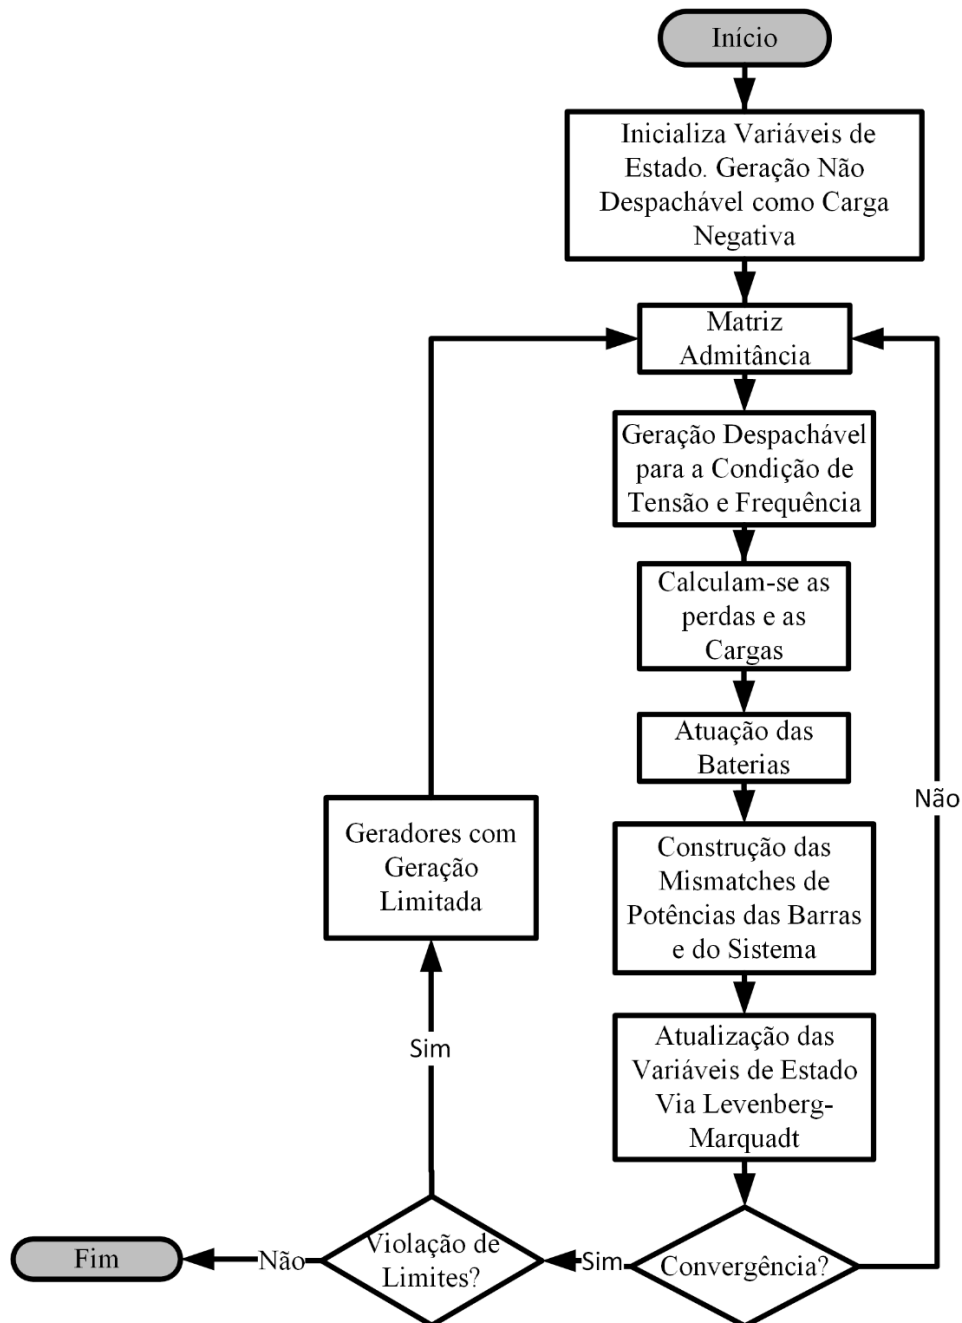 Início
Inicializa Variáveis de
Estado. Geração Não
Despachável como Carga
Negativa
Matriz
Admitância
Geração Despachável
para a Condição de
Tensão e Frequência
Calculam-se as
perdas e as
Cargas
Atuação das
Baterias
Não
Geradores com
Geração
Limitada
Construção das
Mismatches de
Potências das Barras
e do Sistema
Sim
Atualização das
Variáveis de Estado
Via Levenberg-
Marquadt
Convergência?
Sim
Violação de
Limites?
Não
Fim